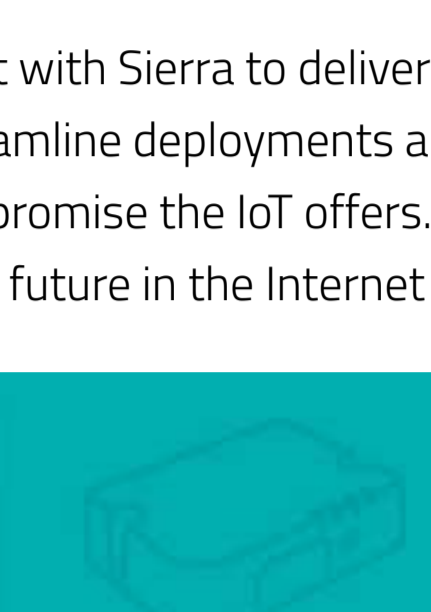 t with Sierra to deliver
amline deployments a
promise the IoT offers.
future in the Internet